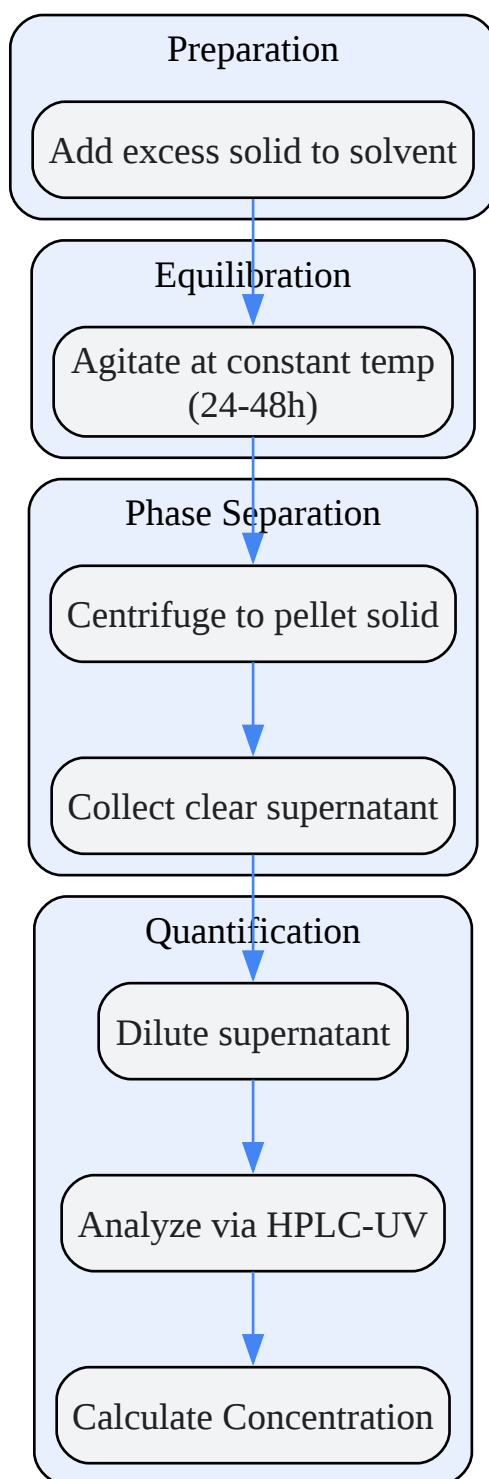 Preparation
Add excess solid to solvent
Equilibration
Agitate at constant temp
(24-48h)
Phase Separation
Centrifuge to pellet solid
Collect clear supernatant
Quantification
Dilute supernatant
Analyze via HPLC-UV
Calculate Concentration